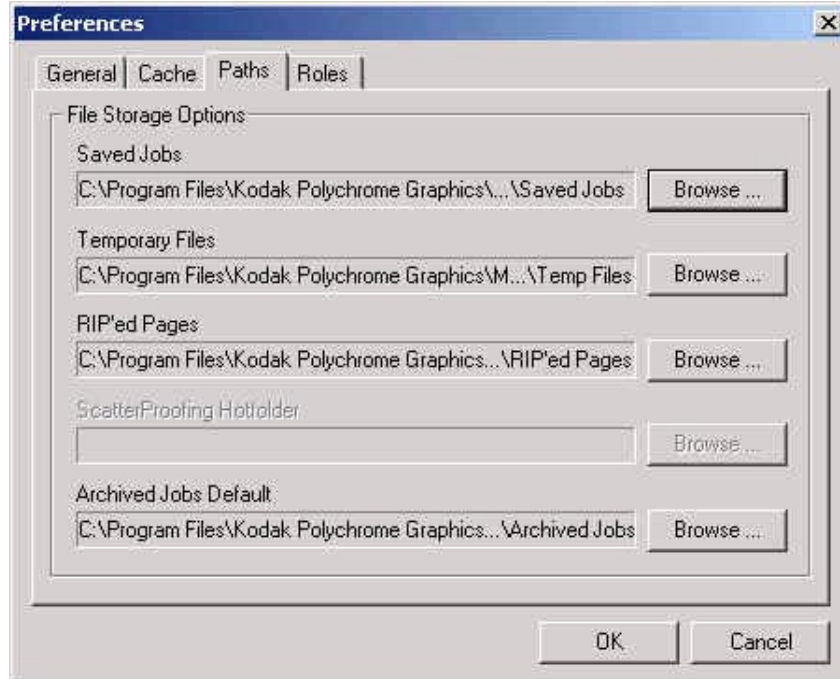 Preferences
General Cache Paths Roles
File Storage Options
Saved Jobs
C:\Program Files\Kodak Polychrome Graphics\...\Saved Jobs Browse ...
Temporary Files
C:\Program Files\Kodak Polychrome Graphics\M...\Temp Files Browse ...
RIP'ed Pages
C:\Program Files\Kodak Polychrome Graphics...\RIP'ed Pages Browse ...
ScatterProofing Hotfolder
Browse ...
Archived Jobs Default
C:\Program Files\Kodak Polychrome Graphics...\Archived Jobs Browse ...
OK Cancel